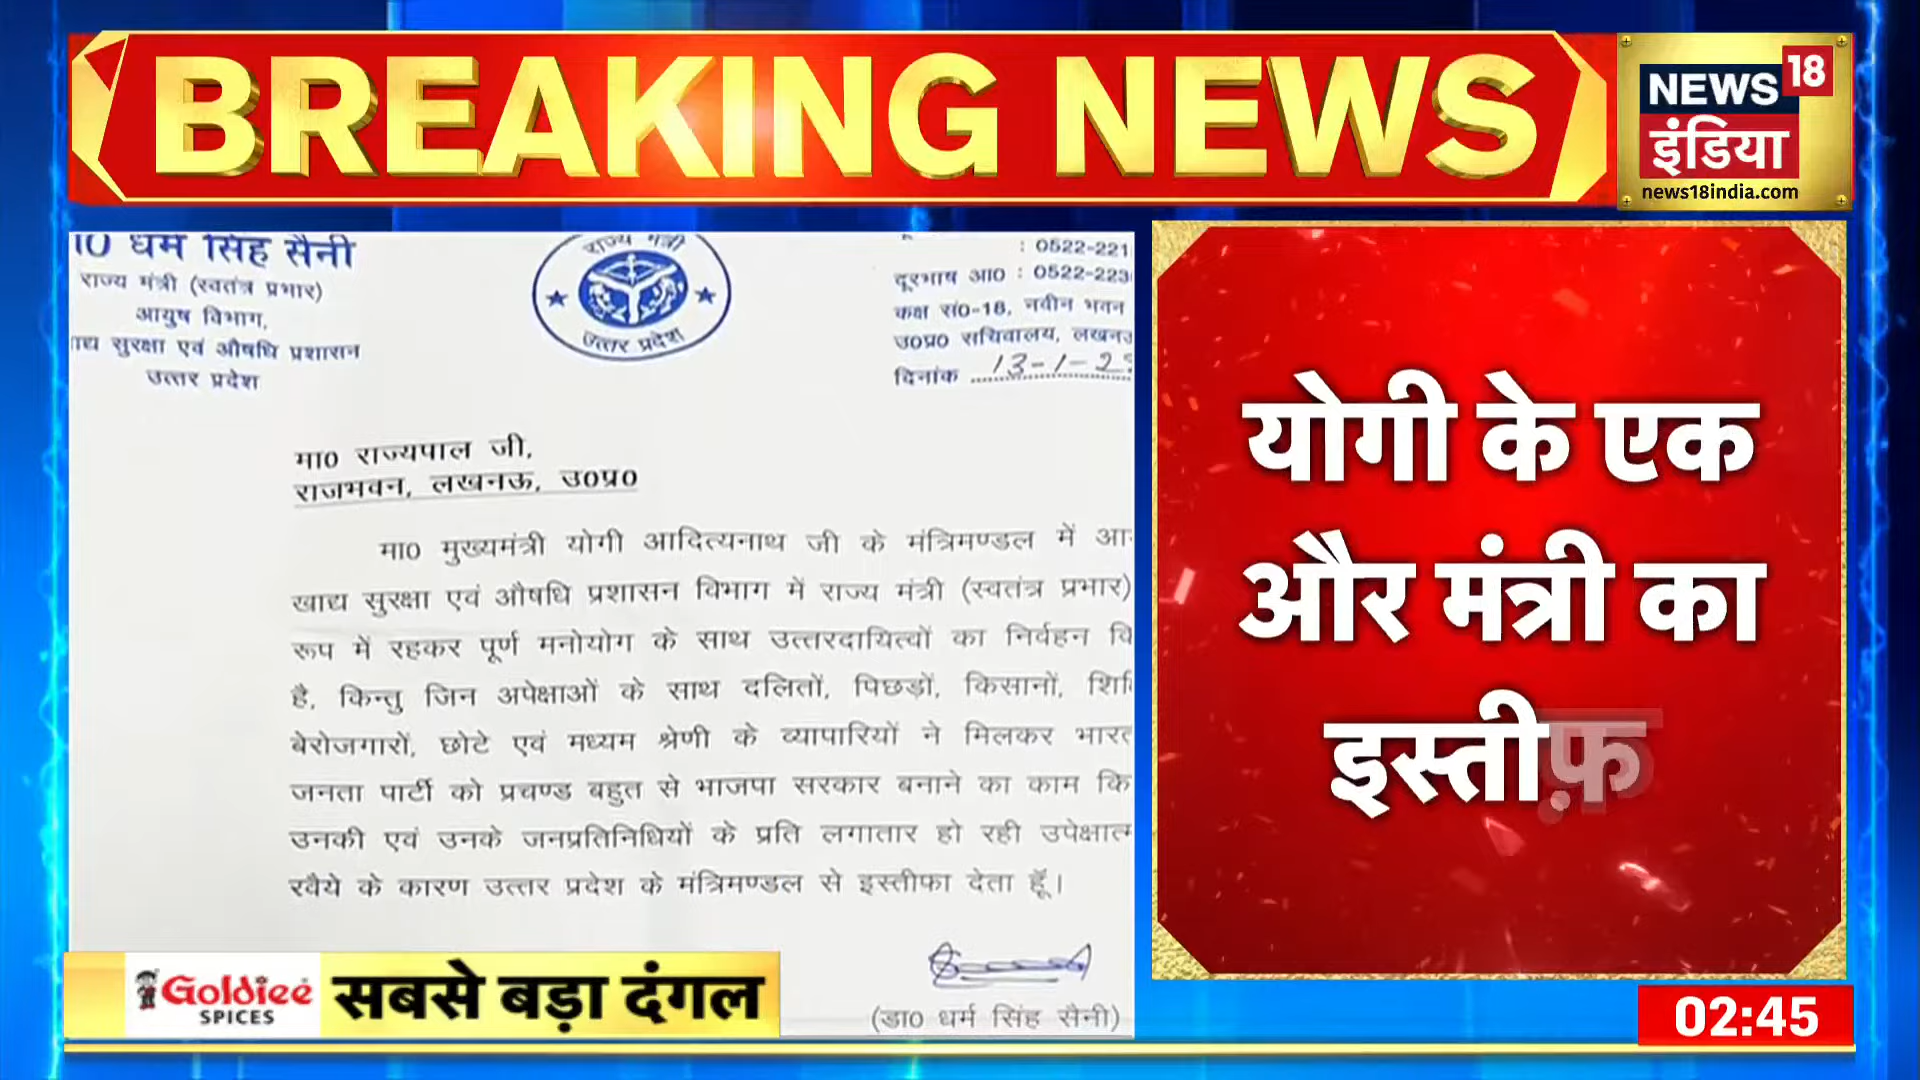 BREAKING NEWS
NEWS 18
इंडिया
news18india.com
धर्म सिंह सैनी
राज्य मंत्री (स्वतंत्र प्रभार)
आयुष विभाग,
सुरक्षा एवं औषधि प्रशासन
उत्तर प्रदेश
राज्य मंत्री
उत्तर प्रदेश
: 0522-221
दूरभाष आ0 : 0522-223
कक्ष सं0-18, नवीन भवन
उ0प्र0 सचिवालय, लखनऊ
दिनांक 13-1-2
मा0 राज्यपाल जी,
राजभवन, लखनऊ, उ0प्र0
मा0 मुख्यमंत्री योगी आदित्यनाथ जी के मंत्रिमण्डल में
खाद्य सुरक्षा एवं औषधि प्रशासन विभाग में राज्य मंत्री (स्वतंत्र प्रभार)
रूप में रहकर पूर्ण मनोयोग के साथ उत्तरदायित्वों का निर्वहन
है, किन्तु जिन अपेक्षाओं के साथ दलितों, पिछड़ों, किसानों,
बेरोजगारों, छोटे एवं मध्यम श्रेणी के व्यापारियों ने मिलकर भारत
जनता पार्टी को प्रचण्ड बहुत से भाजपा सरकार बनाने का काम कि
उनकी एवं उनके जनप्रतिनिधियों के प्रति लगातार हो रही
रवैये के कारण उत्तर प्रदेश के मंत्रिमण्डल से इस्तीफा देता हूँ।
(डा0 धर्म सिंह सैनी)
योगी के एक
और मंत्री का
इस्तीफ़
Goldiee
SPICES
सबसे बड़ा दंगल
02:45